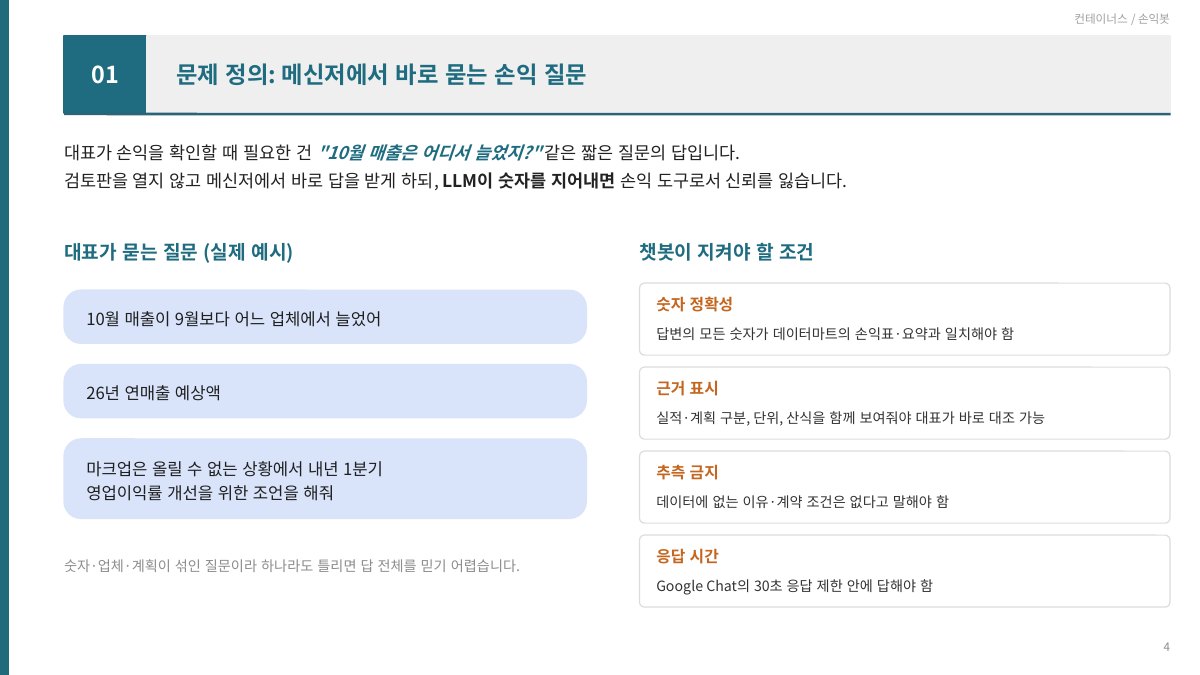 컨테이너스 / 손익봇
01
문제 정의: 메신저에서 바로 묻는 손익 질문
대표가 손익을 확인할 때 필요한 건 "10월 매출은 어디서 늘었지?"같은 짧은 질문의 답입니다.
검토판을 열지 않고 메신저에서 바로 답을 받게 하되, LLM이 숫자를 지어내면 손익 도구로서 신뢰를 잃습니다.
대표가 묻는 질문 (실제 예시)
10월 매출이 9월보다 어느 업체에서 늘었어
26년 연매출 예상액
마크업은 올릴 수 없는 상황에서 내년 1분기
영업이익률 개선을 위한 조언을 해줘
숫자·업체·계획이 섞인 질문이라 하나라도 틀리면 답 전체를 믿기 어렵습니다.
챗봇이 지켜야 할 조건
숫자 정확성
답변의 모든 숫자가 데이터마트의 손익표·요약과 일치해야 함
근거 표시
실적·계획 구분, 단위, 산식을 함께 보여줘야 대표가 바로 대조 가능
추측 금지
데이터에 없는 이유·계약 조건은 없다고 말해야 함
응답 시간
Google Chat의 30초 응답 제한 안에 답해야 함
4